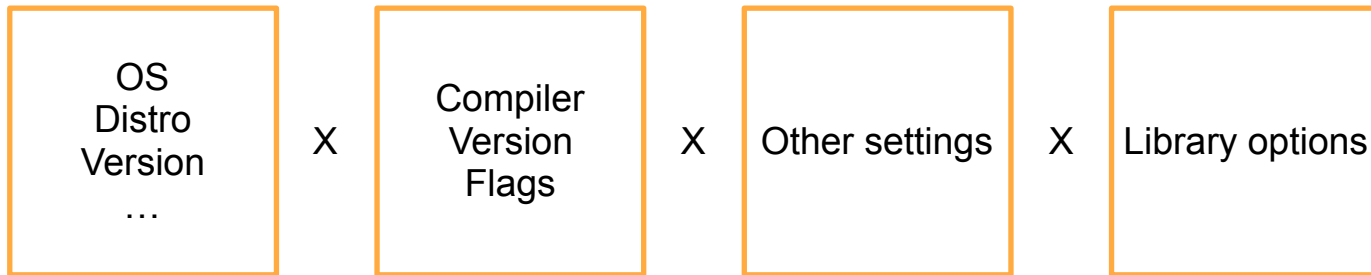 OS
Distro
Version
…
X
Compiler
Version
Flags
X
Other settings
X
Library options